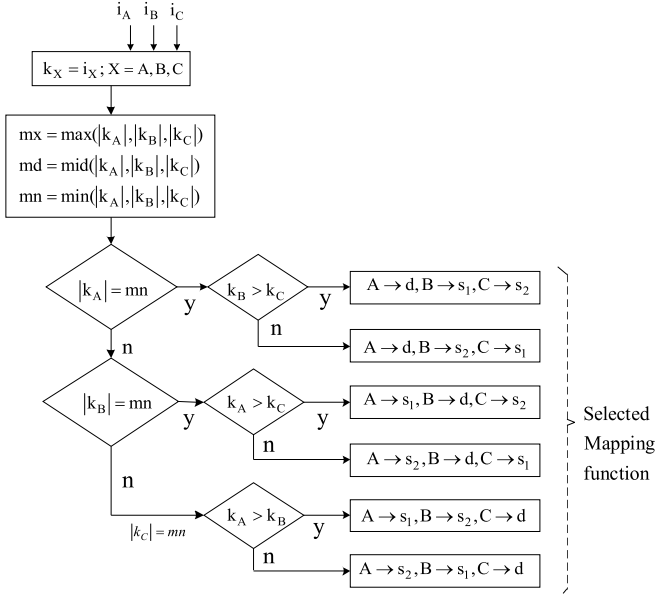 i_A i_B i_C
k_X = i_X ; X = A, B, C
mx = max(|k_A|,|k_B|,|k_C|)
md = mid(|k_A|,|k_B|,|k_C|)
mn = min(|k_A|,|k_B|,|k_C|)
|k_A| = mn
y
k_B > k_C
y
A → d, B → s_1, C → s_2
n
A → d, B → s_2, C → s_1
n
|k_B| = mn
y
k_A > k_C
y
A → s_1, B → d, C → s_2
n
A → s_2, B → d, C → s_1
n
|k_C| = mn
k_A > k_B
y
A → s_1, B → s_2, C → d
n
A → s_2, B → s_1, C → d
Selected
Mapping
function